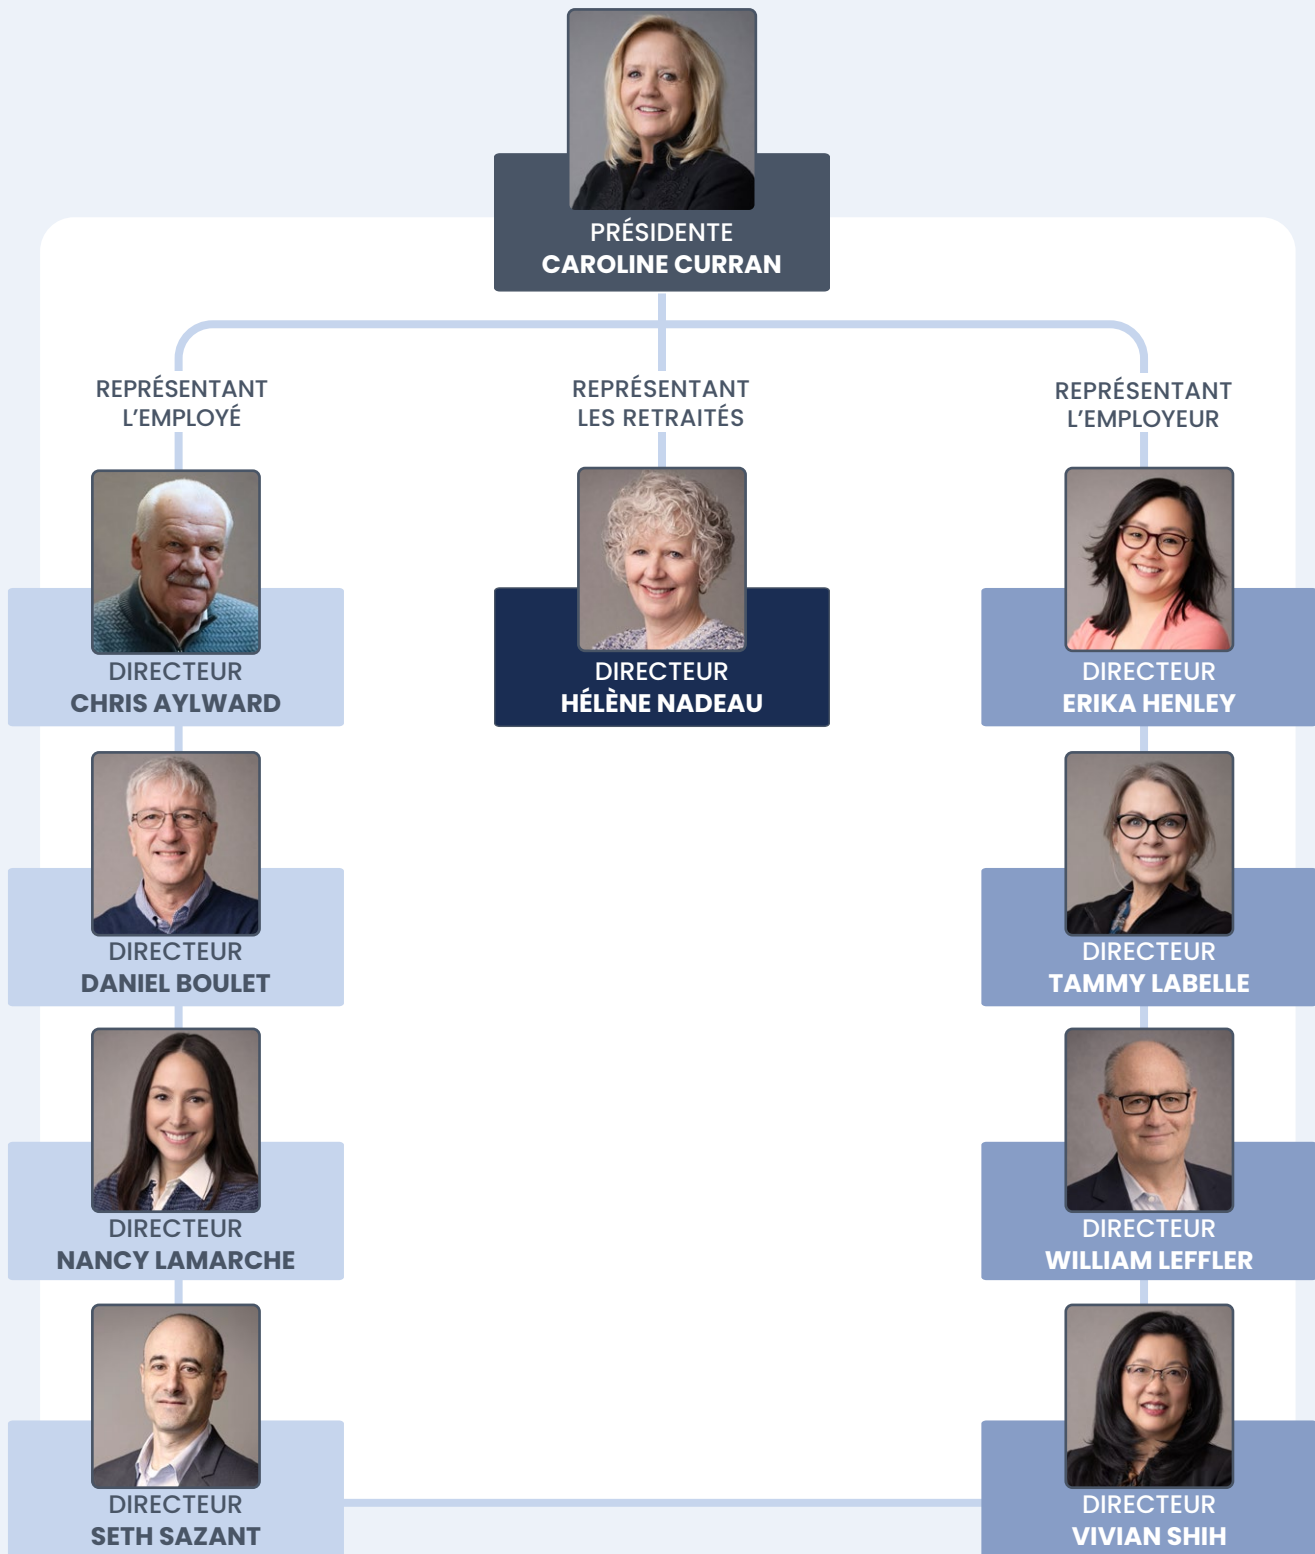 PRÉSIDENTE
CAROLINE CURRAN
REPRÉSENTANT
L’EMPLOYÉ
REPRÉSENTANT
LES RETRAITÉS
REPRÉSENTANT
L’EMPLOYEUR
DIRECTEUR
CHRIS AYLWARD
DIRECTEUR
HÉLÈNE NADEAU
DIRECTEUR
ERIKA HENLEY
DIRECTEUR
DANIEL BOULET
DIRECTEUR
TAMMY LABELLE
DIRECTEUR
NANCY LAMARCHE
DIRECTEUR
WILLIAM LEFFLER
DIRECTEUR
SETH SAZANT
DIRECTEUR
VIVIAN SHIH